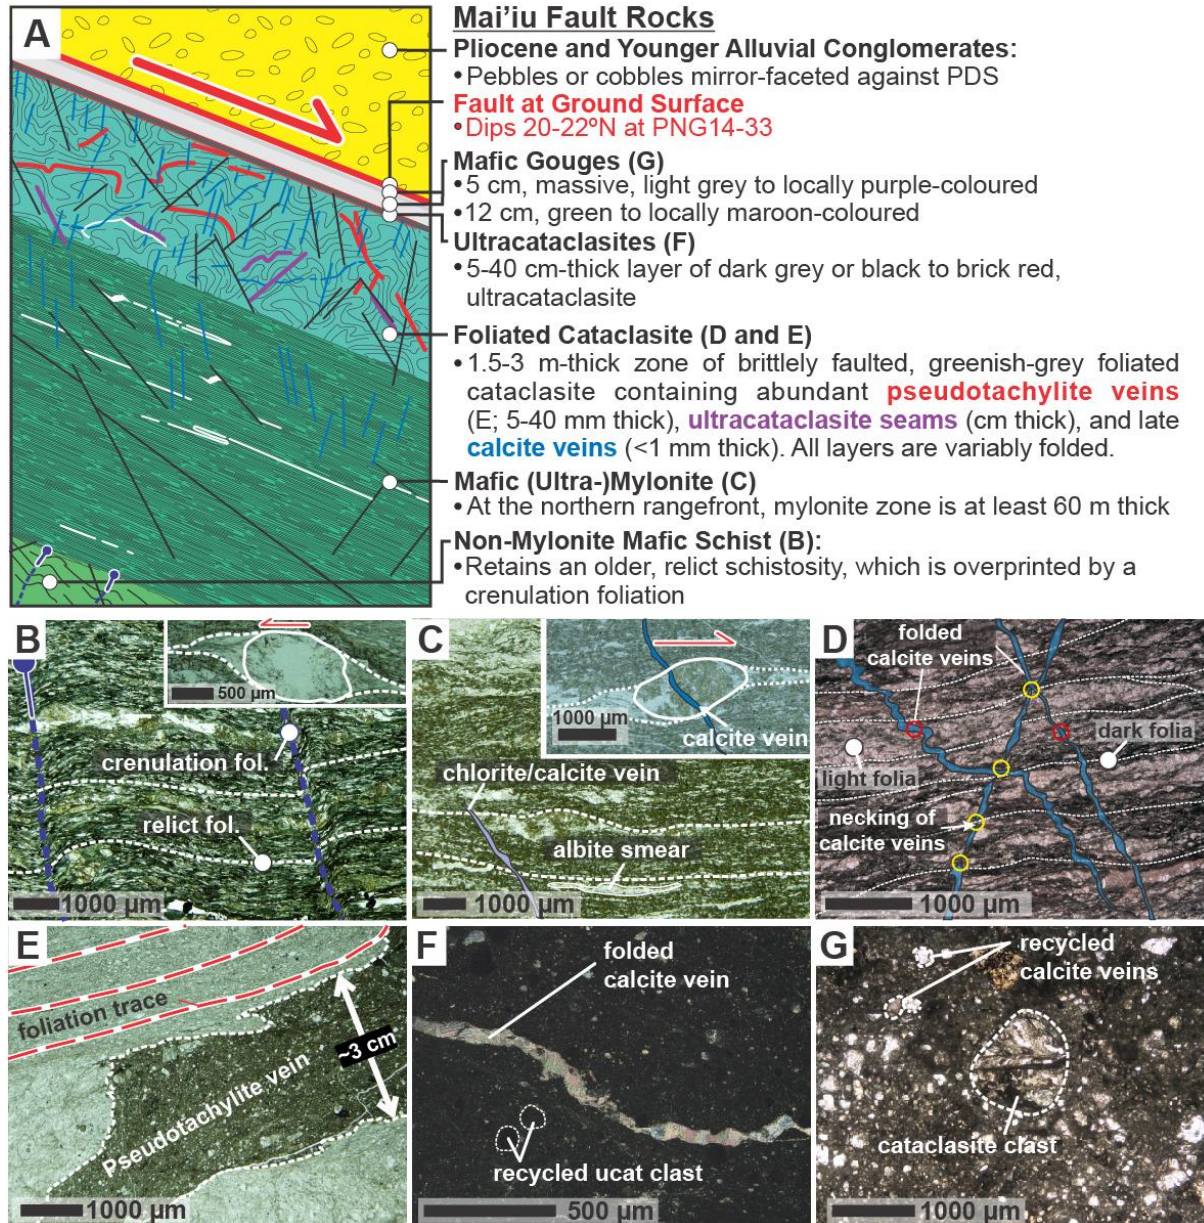 A
Mai'iu Fault Rocks
Pliocene and Younger Alluvial Conglomerates:
•Pebbles or cobbles mirror-faceted against PDS
Fault at Ground Surface
•Dips 20-22ºN at PNG14-33
Mafic Gouges (G)
•5 cm, massive, light grey to locally purple-coloured
•12 cm, green to locally maroon-coloured
Ultracataclasites (F)
•5-40 cm-thick layer of dark grey or black to brick red,
ultracataclasite
Foliated Cataclasite (D and E)
•1.5-3 m-thick zone of brittlely faulted, greenish-grey foliated
cataclasite containing abundant pseudotachylite veins
(E; 5-40 mm thick), ultracataclasite seams (cm thick), and late
calcite veins (<1 mm thick). All layers are variably folded.
Mafic (Ultra-)Mylonite (C)
•At the northern rangefront, mylonite zone is at least 60 m thick
Non-Mylonite Mafic Schist (B):
•Retains an older, relict schistosity, which is overprinted by a
crenulation foliation
B
500 µm
crenulation fol.
relict fol.
1000 µm
C
1000 µm
calcite vein
chlorite/calcite vein
albite smear
1000 µm
D
folded
calcite veins
dark folia
light folia
necking of
calcite veins
1000 µm
E
foliation trace
~3 cm
Pseudotachylite vein
1000 µm
F
folded
calcite vein
recycled ucat clast
500 µm
G
recycled
calcite veins
cataclasite clast
1000 µm